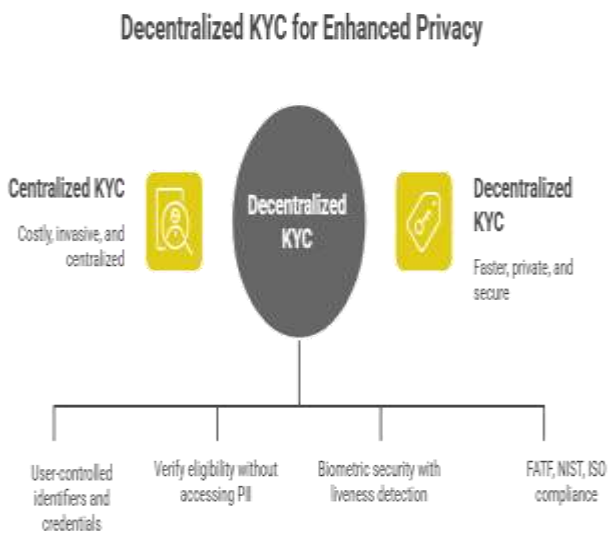 Decentralized KYC for Enhanced Privacy
Centralized KYC
Costly, invasive, and
centralized
Decentralized
KYC
Decentralized
KYC
Faster, private, and
secure
User-controlled
identifiers and
credentials
Verify eligibility without
accessing PII
Biometric security with
liveness detection
FATF, NIST, ISO
compliance